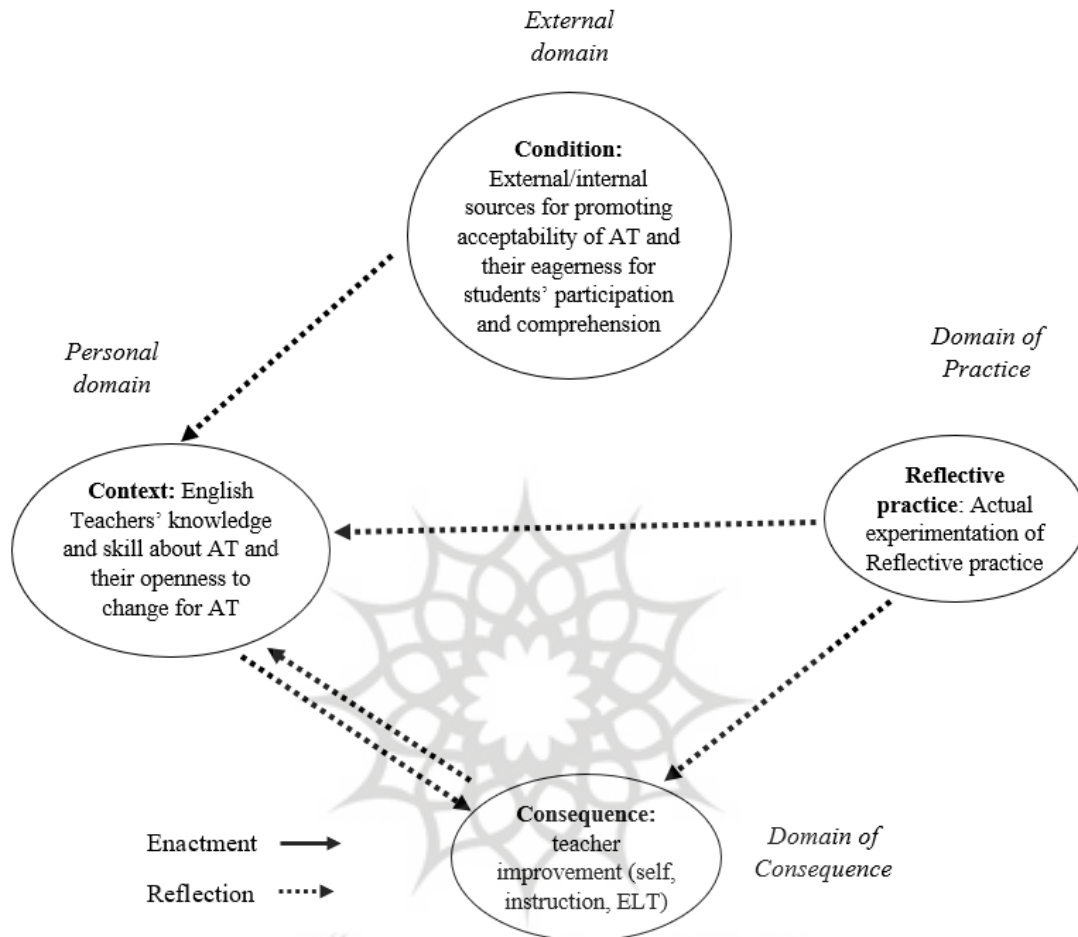 External
domain
Condition:
External/internal
sources for promoting
acceptability of AT and
their eagerness for
students’ participation
and comprehension
Personal
domain
Domain of
Practice
Context: English
Teachers’ knowledge
and skill about AT and
their openness to
change for AT
Reflective
practice: Actual
experimentation of
Reflective practice
Consequence:
teacher
improvement (self,
instruction, ELT)
Domain of
Consequence
Enactment
Reflection